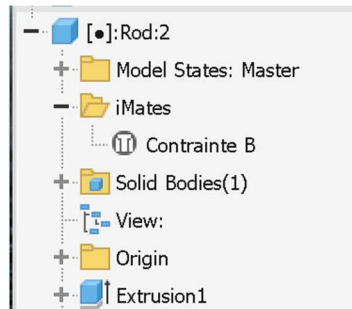 [●]:Rod:2
Model States: Master
iMates
Contrainte B
Solid Bodies(1)
View:
Origin
Extrusion1